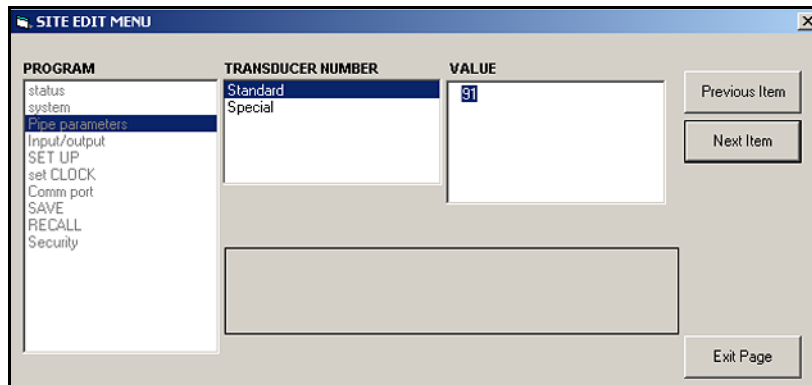 SITE EDIT MENU
PROGRAM
status
system
Pipe parameters
Input/output
SET UP
set CLOCK
Comm port
SAVE
RECALL
Security
TRANSDUCER NUMBER
Standard
Special
VALUE
91
Previous Item
Next Item
Exit Page